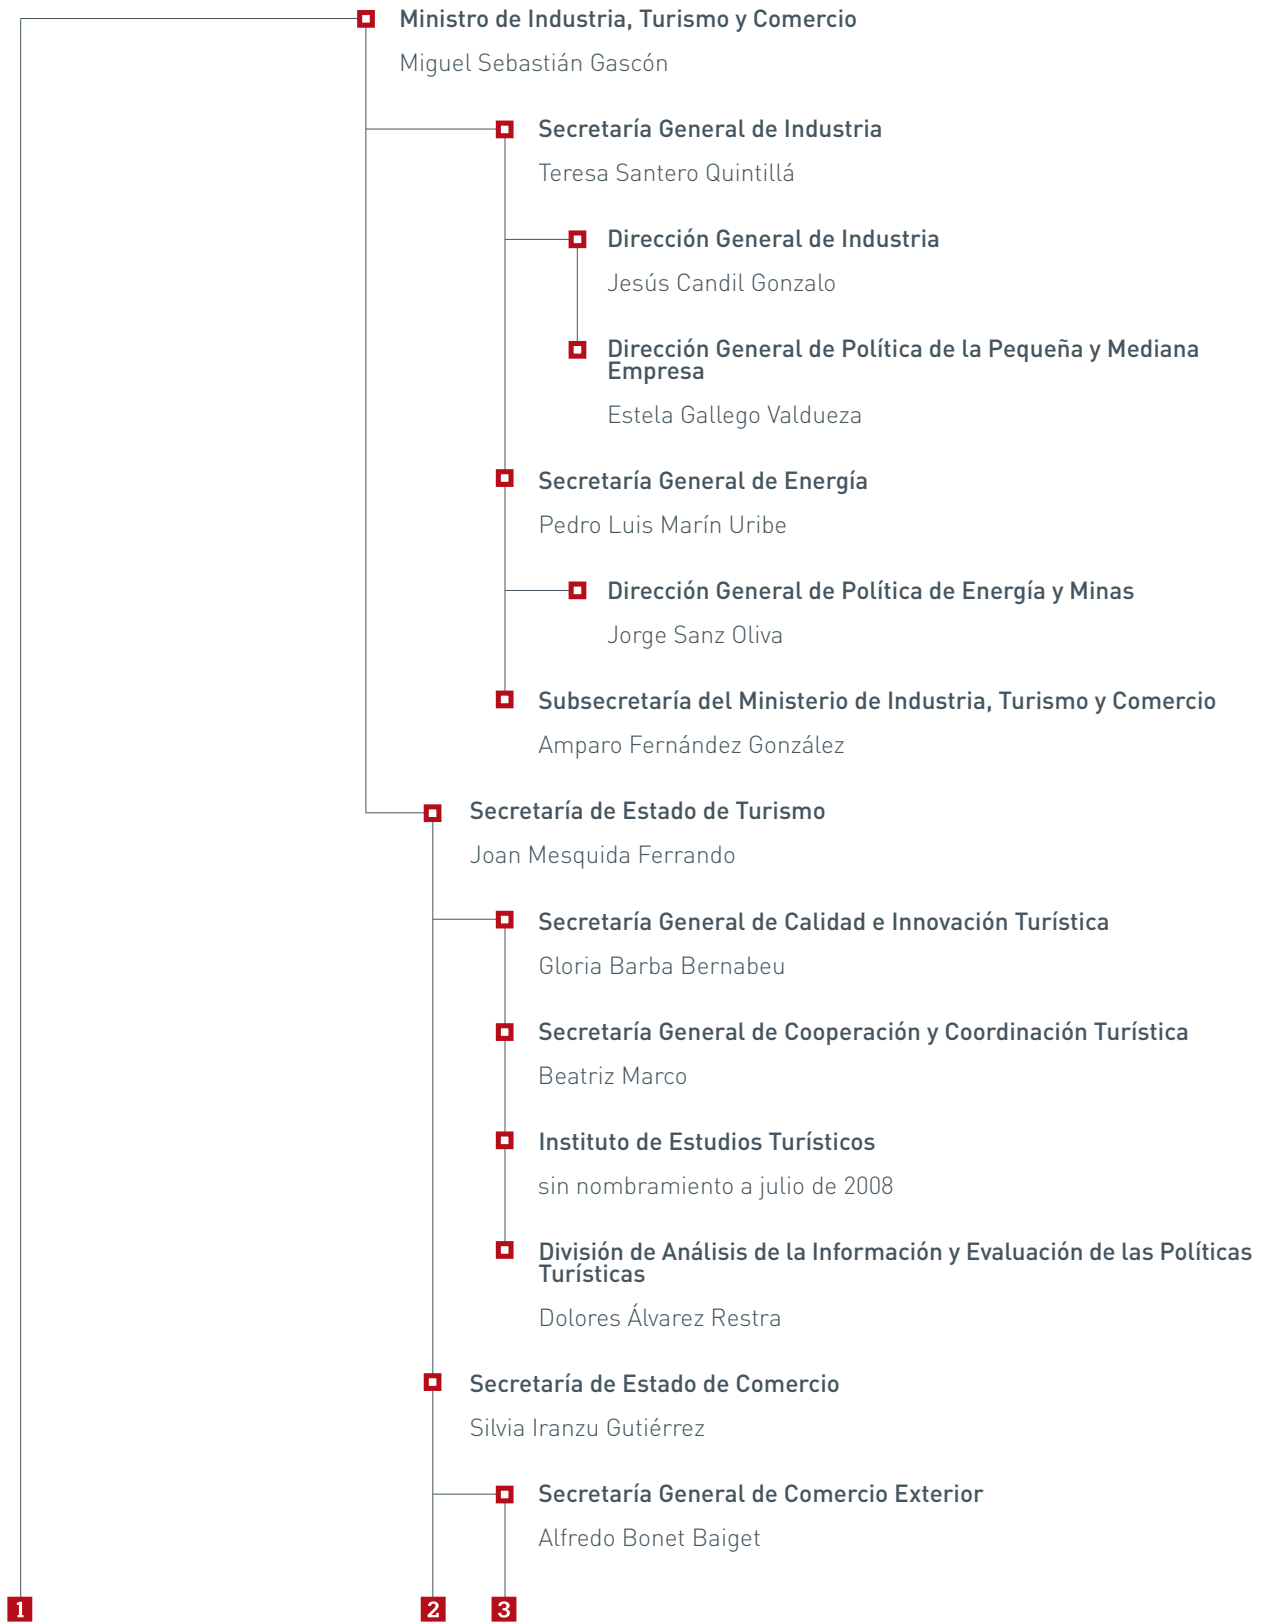 Ministro de Industria, Turismo y Comercio
Miguel Sebastián Gascón
Secretaría General de Industria
Teresa Santero Quintillá
Dirección General de Industria
Jesús Candil Gonzalo
Dirección General de Política de la Pequeña y Mediana
Empresa
Estela Gallego Valdueza
Secretaría General de Energía
Pedro Luis Marín Uribe
Dirección General de Política de Energía y Minas
Jorge Sanz Oliva
Subsecretaría del Ministerio de Industria, Turismo y Comercio
Amparo Fernández González
Secretaría de Estado de Turismo
Joan Mesquida Ferrando
Secretaría General de Calidad e Innovación Turística
Gloria Barba Bernabeu
Secretaría General de Cooperación y Coordinación Turística
Beatriz Marco
Instituto de Estudios Turísticos
sin nombramiento a julio de 2008
División de Análisis de la Información y Evaluación de las Políticas
Turísticas
Dolores Álvarez Restra
Secretaría de Estado de Comercio
Silvia Iranzu Gutiérrez
Secretaría General de Comercio Exterior
Alfredo Bonet Baiget
1 2 3